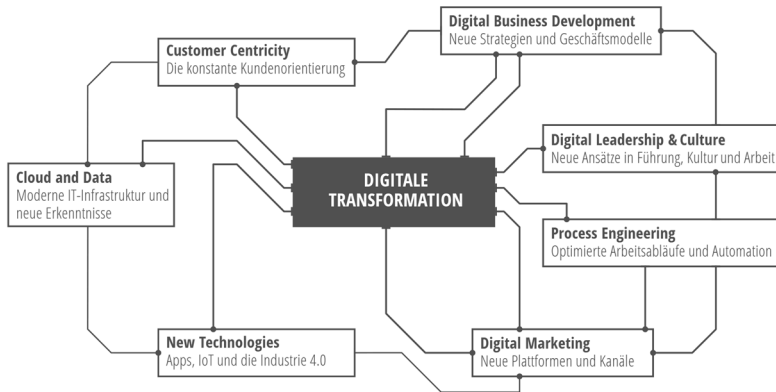 Digital Business Development
Neue Strategien und Geschäftsmodelle
Customer Centricity
Die konstante Kundenorientierung
Digital Leadership & Culture
Neue Ansätze in Führung, Kultur und Arbeit
Cloud and Data
Moderne IT-Infrastruktur und
neue Erkenntnisse
DIGITALE
TRANSFORMATION
Process Engineering
Optimierte Arbeitsabläufe und Automation
New Technologies
Apps, IoT und die Industrie 4.0
Digital Marketing
Neue Plattformen und Kanäle